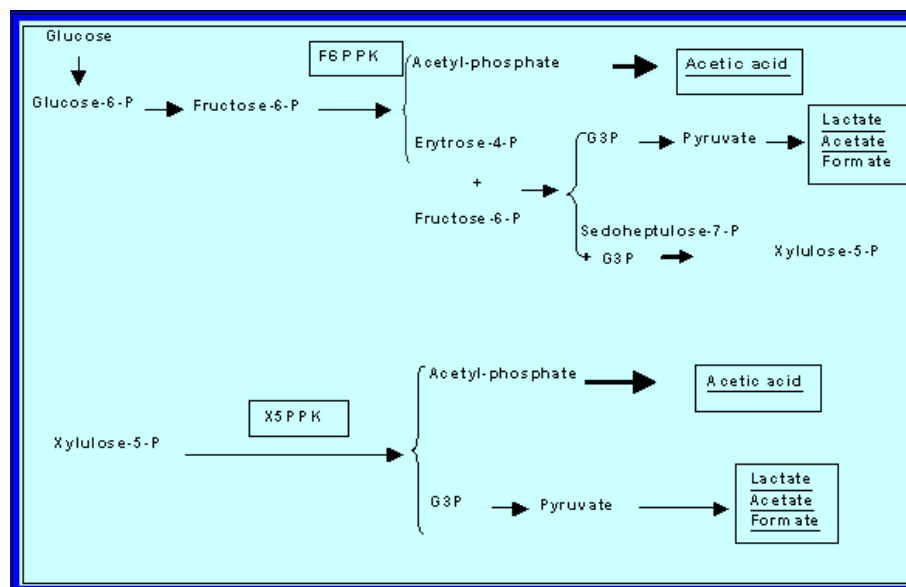 Glucose
F6PPK
Acetyl-phosphate
Acetic acid
Glucose-6-P
Fructose-6-P
Erytrose-4-P
+
Fructose-6-P
G3P
Pyruvate
Lactate
Acetate
Formate
Sedoheptulose-7-P
+ G3P
Xylulose-5-P
Xylulose-5-P
X5PPK
Acetyl-phosphate
Acetic acid
G3P
Pyruvate
Lactate
Acetate
Formate